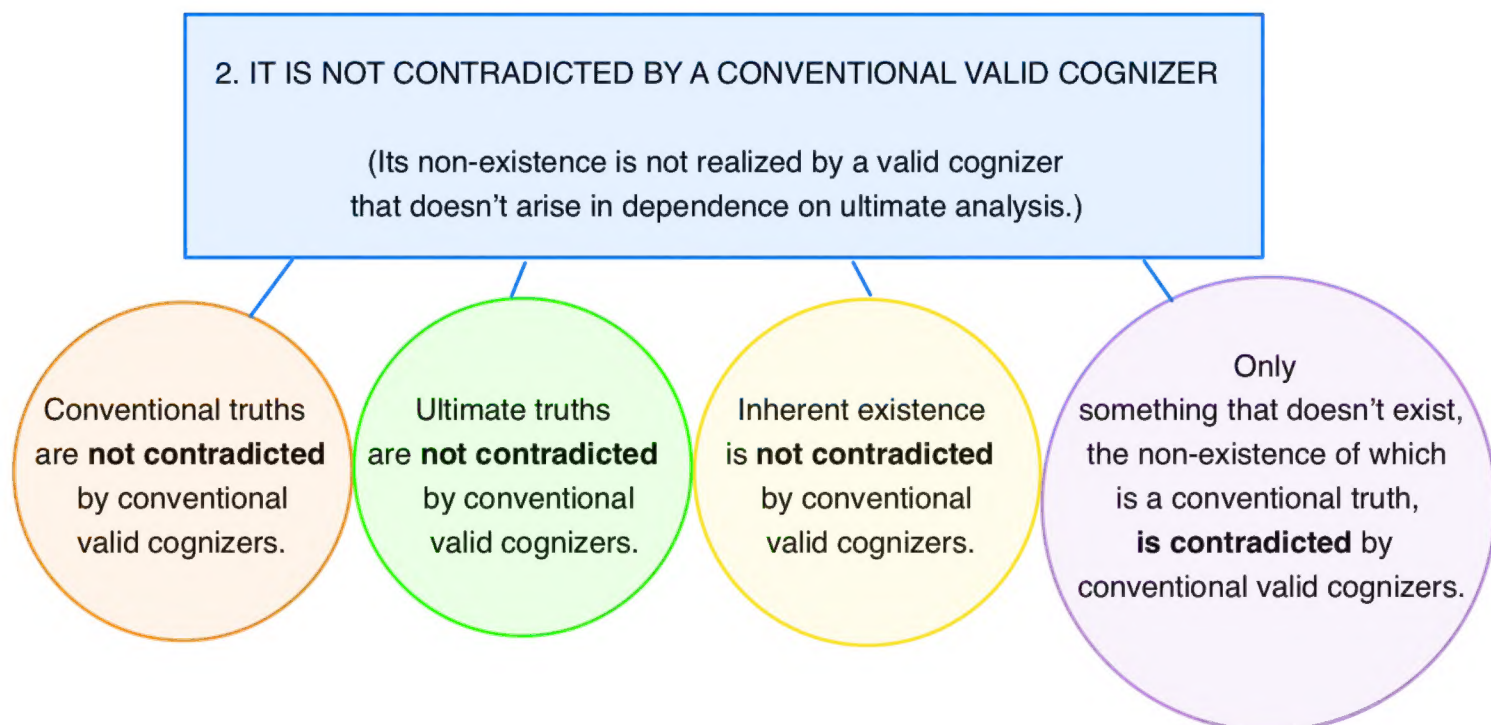 2. IT IS NOT CONTRADICTED BY A CONVENTIONAL VALID COGNIZER
(Its non-existence is not realized by a valid cognizer
that doesn’t arise in dependence on ultimate analysis.)
Conventional truths
are not contradicted
by conventional
valid cognizers.
Ultimate truths
are not contradicted
by conventional
valid cognizers.
Inherent existence
is not contradicted
by conventional
valid cognizers.
Only
something that doesn’t exist,
the non-existence of which
is a conventional truth,
is contradicted by
conventional valid cognizers.